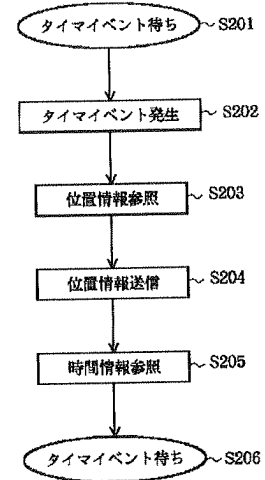 タイマイベント待ち S201
タイマイベント発生 S202
位置情報参照 S203
位置情報送信 S204
時間情報参照 S205
タイマイベント待ち S206